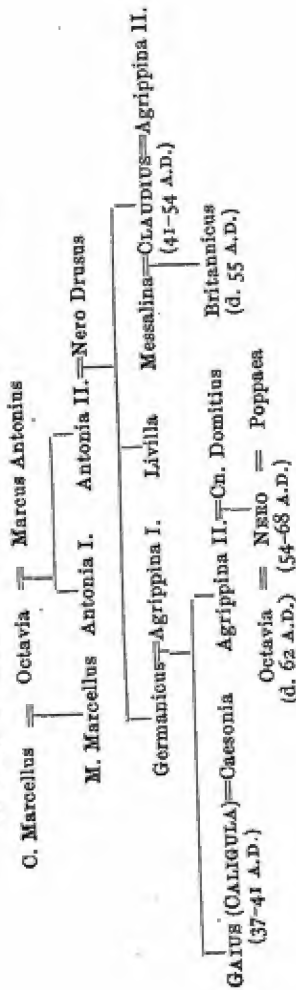 C. Marcellus = Octavia = Marcus Antonius
M. Marcellus Antonia I. Antonia II.=Nero Drusus
Germanicus=Agrippina I. Livilla Messalina=CLAUDIUS=Agrippina II.
(41-54 A.D.)
GAIUS (CALIGULA)=Caesonia Agrippina II.=Cn. Domitius Britannicus
(37-41 A.D.) (d. 55 A.D.)
Octavia = NERO = Poppaea
(d. 62 A.D.) (54-68 A.D.)